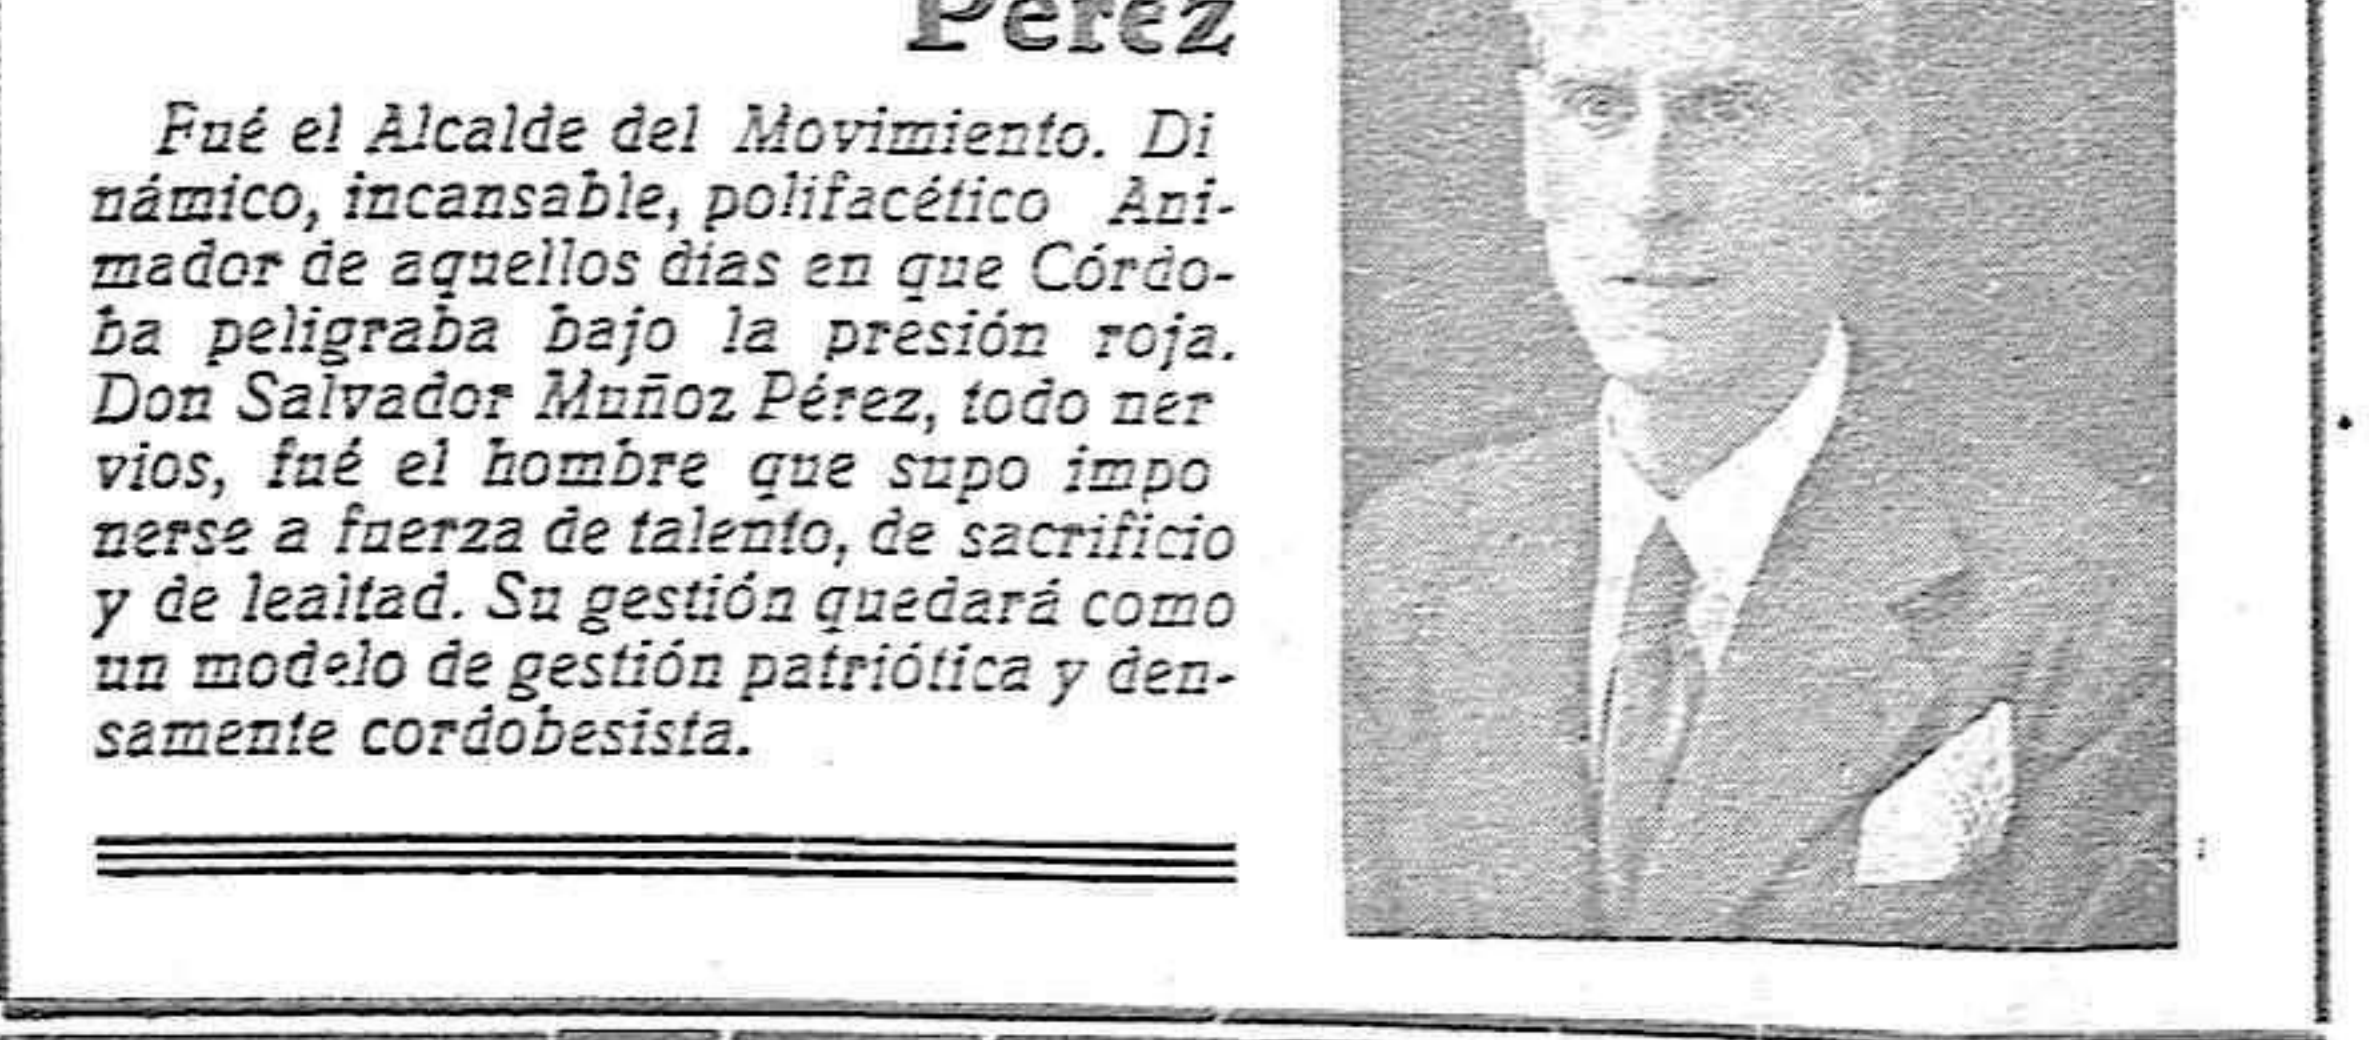 Pérez
Fué el Alcalde del Movimiento. Di
námico, incansable, polifacético Ani-
mador de aquellos días en que Córdo-
ba peligraba bajo la presión roja.
Don Salvador Muñoz Pérez, todo ner
vios, fué el hombre que supo impo
nerse a fuerza de talento, de sacrificio
y de lealtad. Su gestión quedará como
un modelo de gestión patriótica y den-
samente cordobesista.